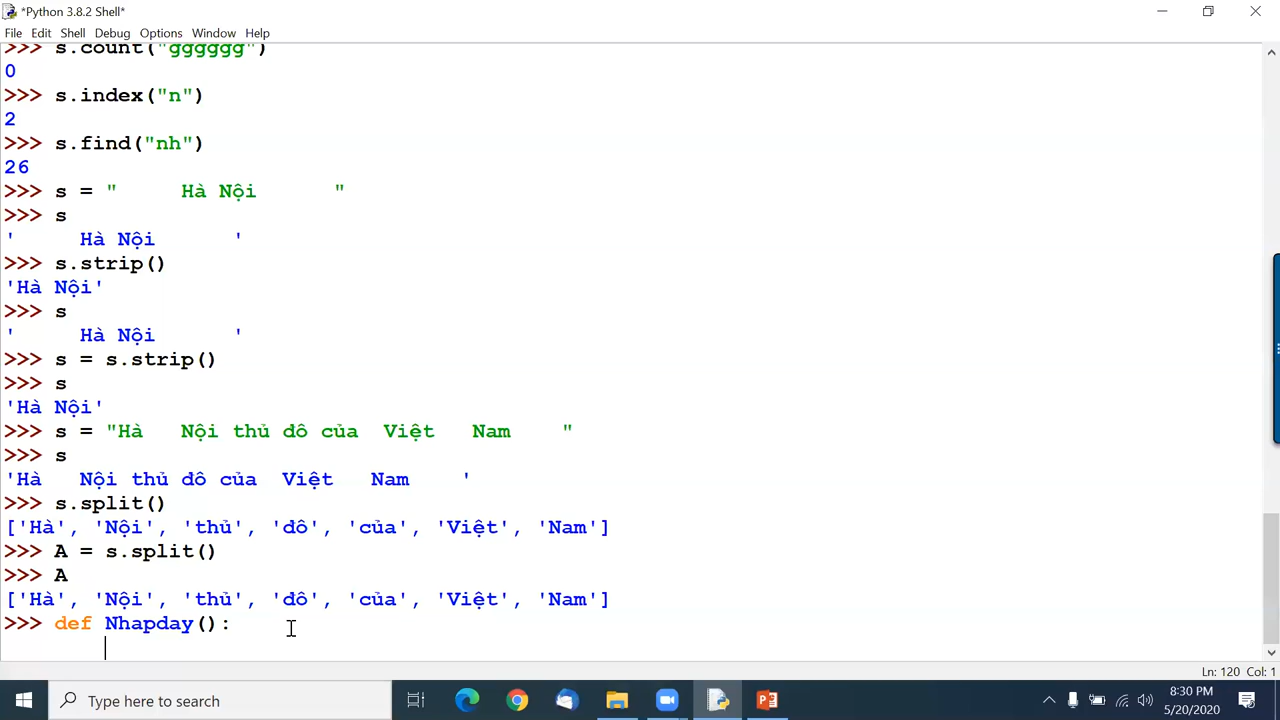 *Python 3.8.2 Shell*
File Edit Shell Debug Options Window Help
>>> s.count("gggggg")
0
>>> s.index("n")
2
>>> s.find("nh")
26
>>> s = "     Hà Nội      "
>>> s
'     Hà Nội      '
>>> s.strip()
'Hà Nội'
>>> s
'     Hà Nội      '
>>> s = s.strip()
>>> s
'Hà Nội'
>>> s = "Hà   Nội thủ đô của  Việt   Nam    "
>>> s
'Hà   Nội thủ đô của  Việt   Nam    '
>>> s.split()
['Hà', 'Nội', 'thủ', 'đô', 'của', 'Việt', 'Nam']
>>> A = s.split()
>>> A
['Hà', 'Nội', 'thủ', 'đô', 'của', 'Việt', 'Nam']
>>> def Nhapday():
Ln: 120 Col: 1
Type here to search
8:30 PM
5/20/2020